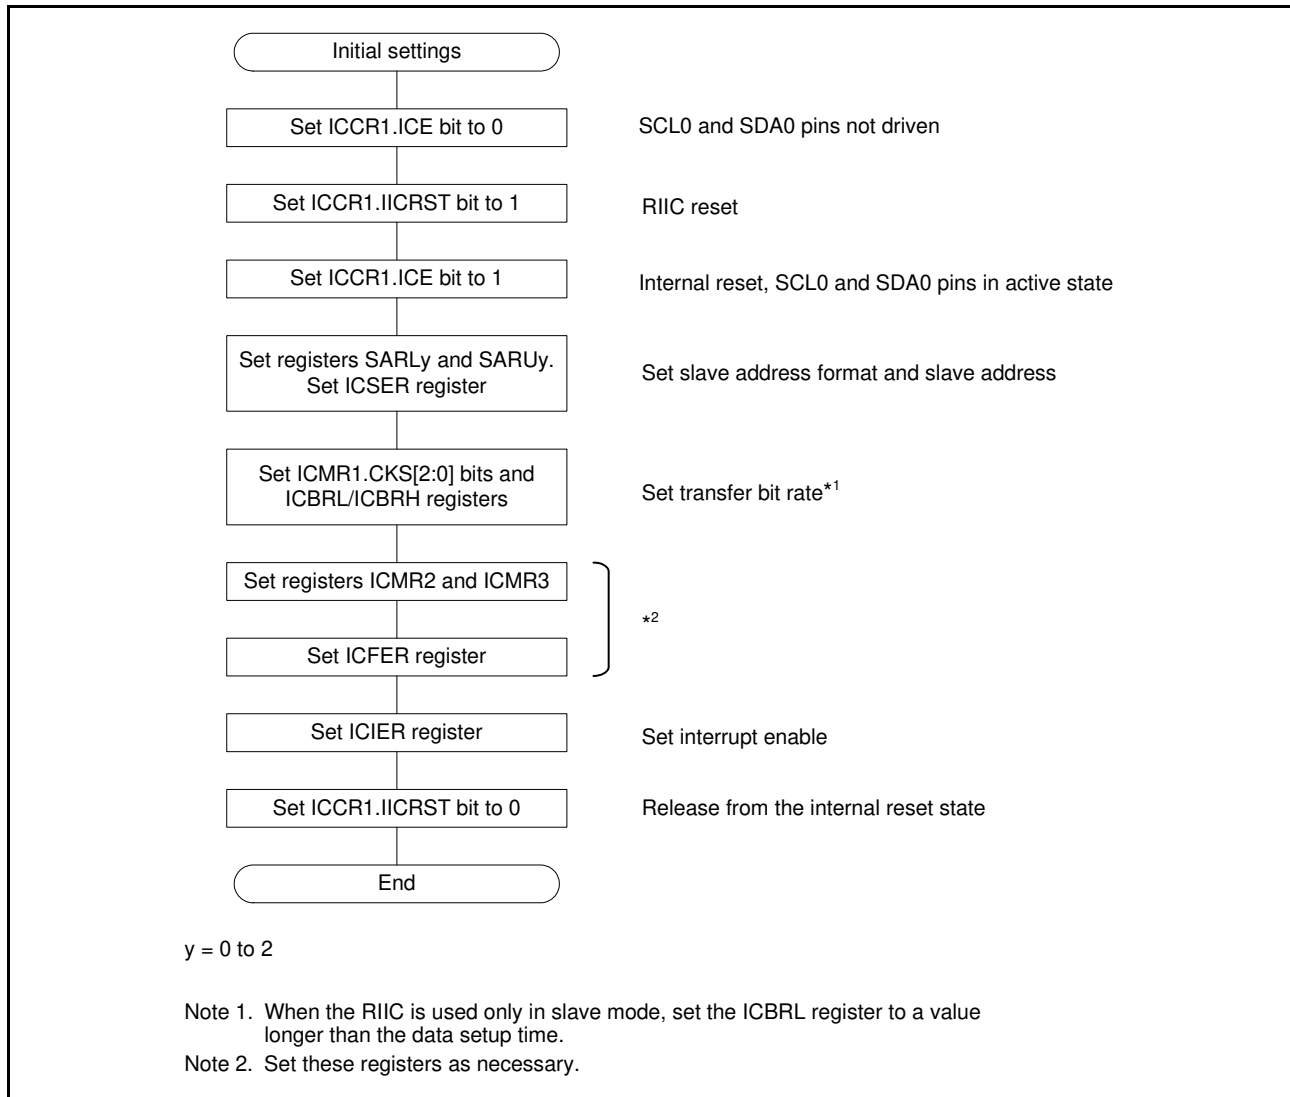 Initial settings
Set ICCR1.ICE bit to 0
SCL0 and SDA0 pins not driven
Set ICCR1.IICRST bit to 1
RIIC reset
Set ICCR1.ICE bit to 1
Internal reset, SCL0 and SDA0 pins in active state
Set registers SARLy and SARUy.
Set ICSER register
Set slave address format and slave address
Set ICMR1.CKS[2:0] bits and
ICBRL/ICBRH registers
Set transfer bit rate*1
Set registers ICMR2 and ICMR3
*2
Set ICFER register
Set ICIER register
Set interrupt enable
Set ICCR1.IICRST bit to 0
Release from the internal reset state
End
y = 0 to 2
Note 1. When the RIIC is used only in slave mode, set the ICBRL register to a value
longer than the data setup time.
Note 2. Set these registers as necessary.